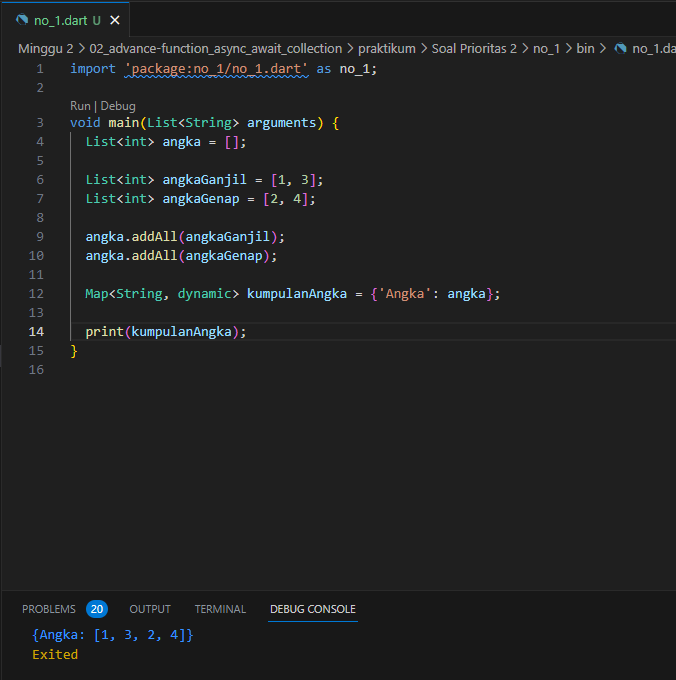 no_1.dart U ×
Minggu 2 > 02_advance-function_async_await_collection > praktikum > Soal Prioritas 2 > no_1 > bin > no_1.da
1 import 'package:no_1/no_1.dart' as no_1;
2
Run | Debug
3 void main(List<String> arguments) {
4   List<int> angka = [];
5
6   List<int> angkaGanjil = [1, 3];
7   List<int> angkaGenap = [2, 4];
8
9   angka.addAll(angkaGanjil);
10   angka.addAll(angkaGenap);
11
12   Map<String, dynamic> kumpulanAngka = {'Angka': angka};
13
14   print(kumpulanAngka);
15 }
16
PROBLEMS 20 OUTPUT TERMINAL DEBUG CONSOLE
{Angka: [1, 3, 2, 4]}
Exited